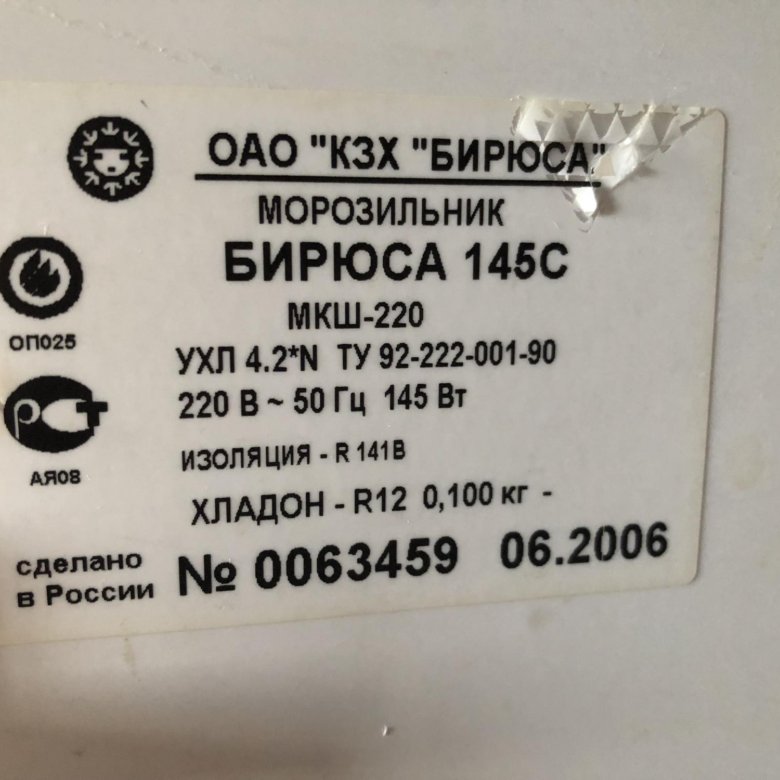 ОАО "КЗХ "БИРЮСА"
МОРОЗИЛЬНИК
БИРЮСА 145С
МКШ-220
ОП025
УХЛ 4.2*N ТУ 92-222-001-90
220 В ~ 50 Гц 145 Вт
РСТ
АЯ08
ИЗОЛЯЦИЯ - R 141B
ХЛАДОН - R12 0,100 кг -
сделано
в России
№ 0063459 06.2006